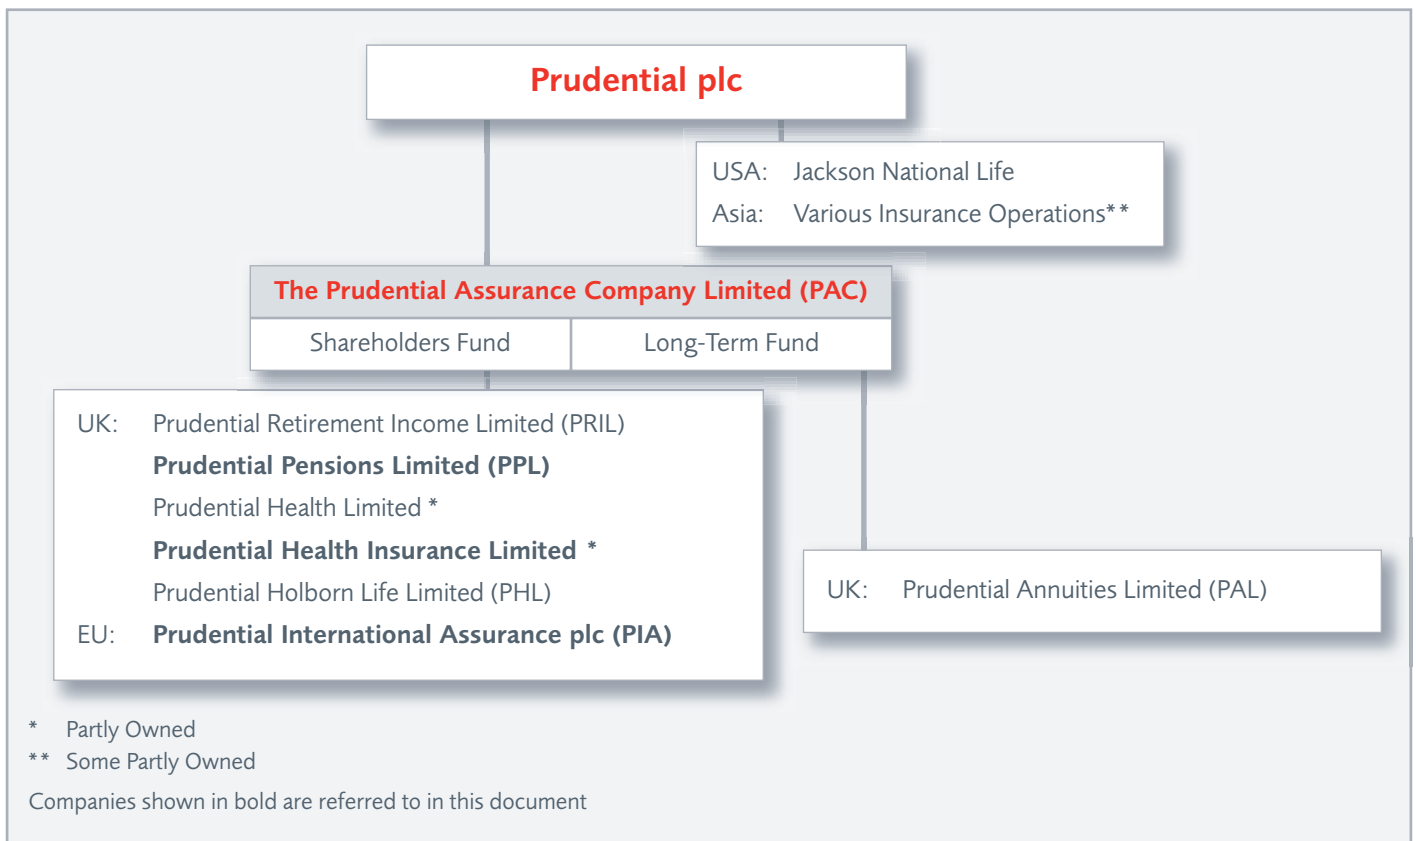 Prudential plc
USA: Jackson National Life
Asia: Various Insurance Operations**
The Prudential Assurance Company Limited (PAC)
Shareholders Fund Long-Term Fund
UK: Prudential Retirement Income Limited (PRIL)
Prudential Pensions Limited (PPL)
Prudential Health Limited *
Prudential Health Insurance Limited *
Prudential Holborn Life Limited (PHL)
EU: Prudential International Assurance plc (PIA)
UK: Prudential Annuities Limited (PAL)
* Partly Owned
** Some Partly Owned
Companies shown in bold are referred to in this document